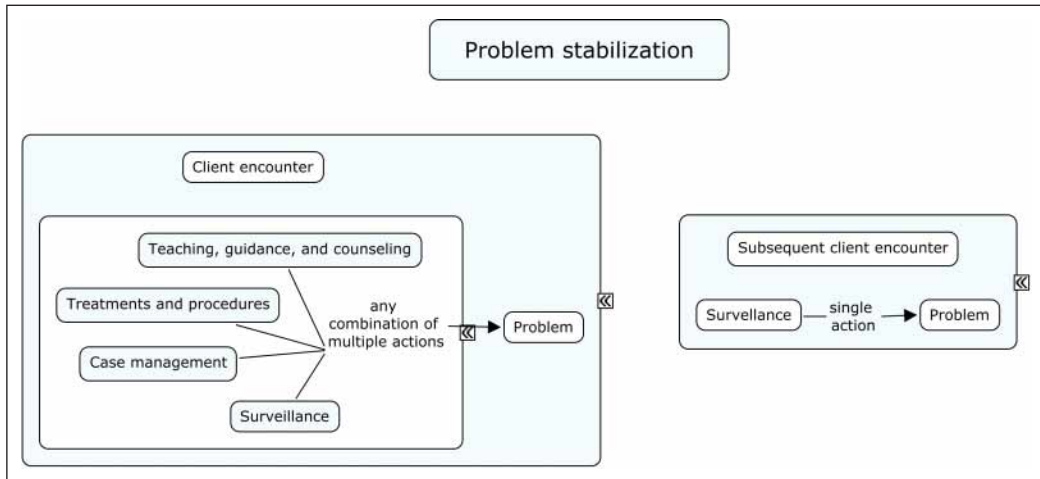 Problem stabilization
Client encounter
Teaching, guidance, and counseling
Treatments and procedures
Case management
Surveillance
any
combination of
multiple actions
Problem
Subsequent client encounter
Survellance
single
action
Problem